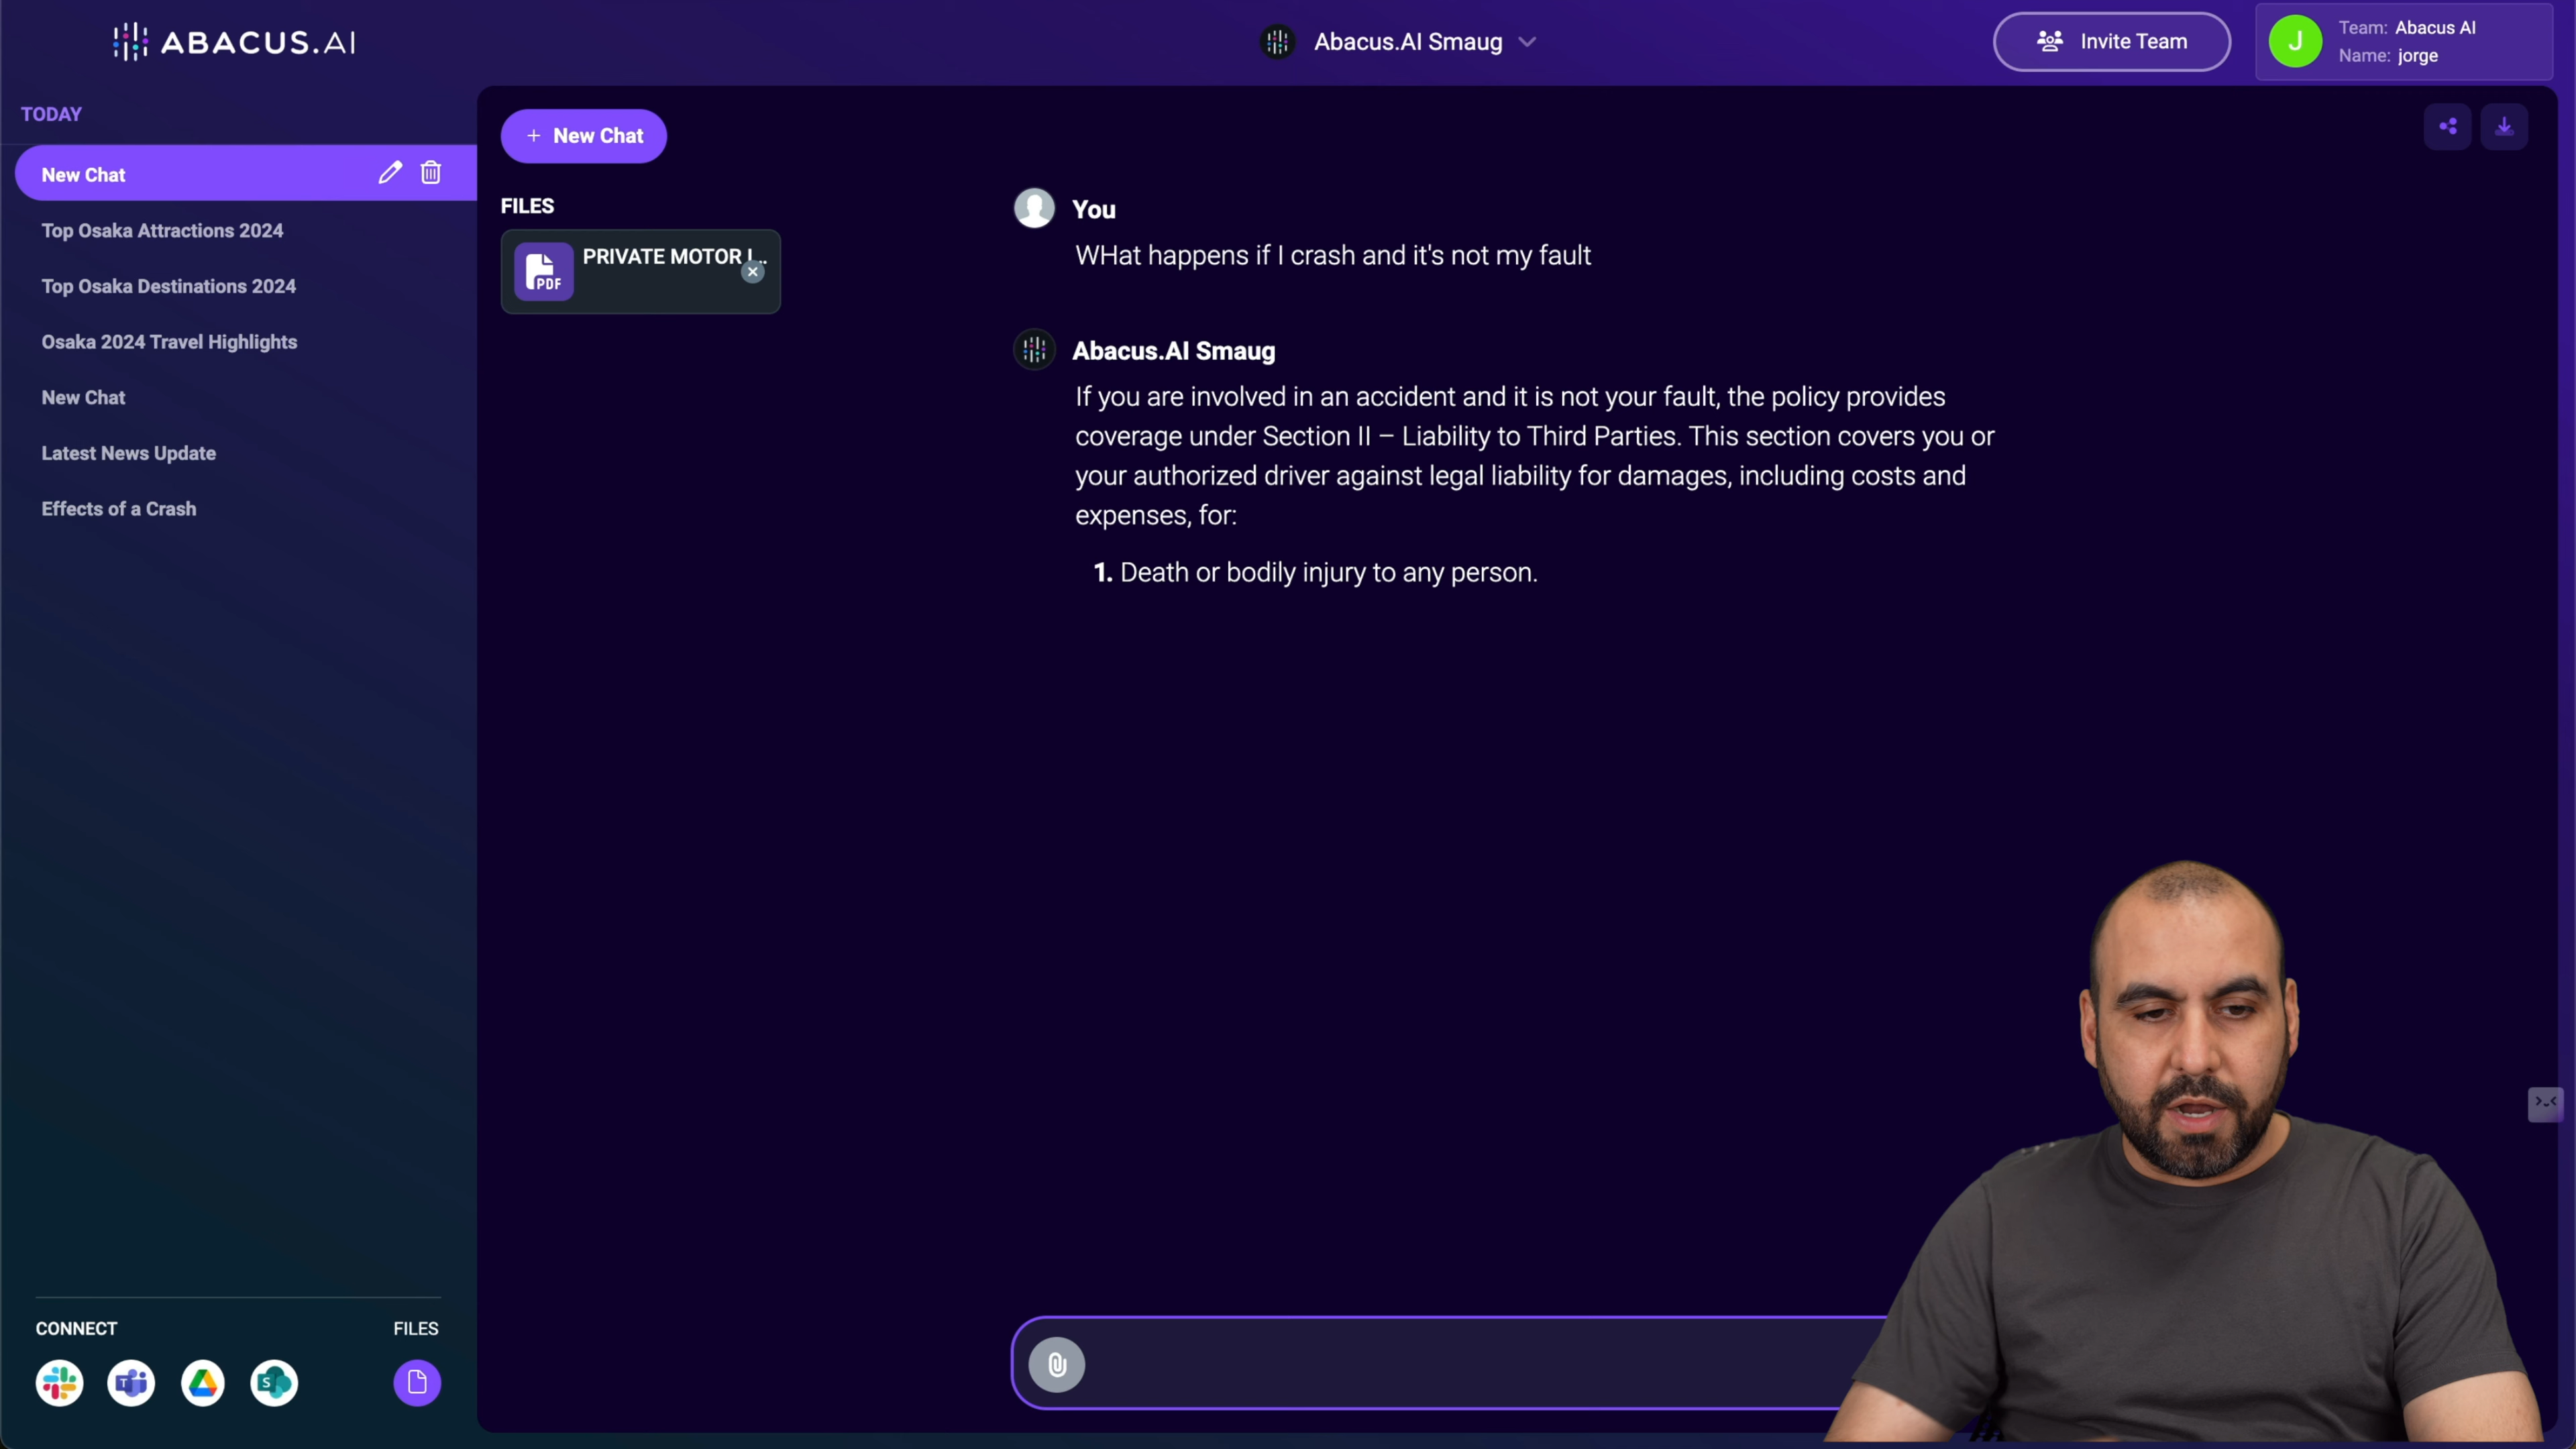 ABACUS.AI
Abacus.AI Smaug
Invite Team
J
Team: Abacus AI
Name: jorge
TODAY
New Chat
Top Osaka Attractions 2024
Top Osaka Destinations 2024
Osaka 2024 Travel Highlights
New Chat
Latest News Update
Effects of a Crash
CONNECT
FILES
+ New Chat
FILES
PDF
PRIVATE MOTOR I...
You
WHat happens if I crash and it's not my fault
Abacus.AI Smaug
If you are involved in an accident and it is not your fault, the policy provides
coverage under Section II – Liability to Third Parties. This section covers you or
your authorized driver against legal liability for damages, including costs and
expenses, for:
1. Death or bodily injury to any person.